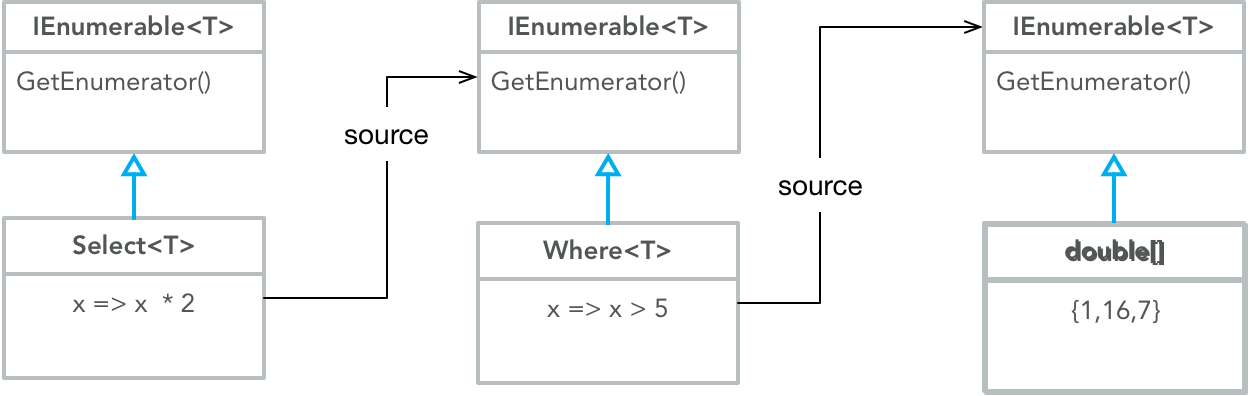 IEnumerable<T>
GetEnumerator()
source
Select<T>
x => x  * 2
IEnumerable<T>
GetEnumerator()
source
Where<T>
x => x > 5
IEnumerable<T>
GetEnumerator()
double[]
{1,16,7}